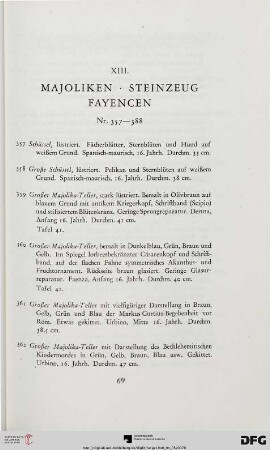 XIII.
MAJOLIKEN · STEINZEUG
FAYENCEN
Nr. 357—388
357 Schüssel, lüstriert. Fächerblätter, Sternblüten und Hund auf
weißem Grund. Spanisch-maurisch, 16. Jahrh. Durchm. 35 cm.
358 Große Schüssel, lüstriert. Pelikan und Sternblüten auf weißem
Grund. Spanisch-maurisch, 16. Jahrh. Durchm. 38 cm.
359 Großer Majolika-Teller, stark lüstriert. Bemalt in Olivbraun auf
blauem Grund mit antikem Kriegerkopf, Schriftband (Scipio)
und stilisiertem Blütenkranz. Geringe Sprungreparatur. Deruta,
Anfang 16. Jahrh. Durchm. 41 cm.
Tafel 41.
360 Großer Majolika-Teller, bemalt in Dunkelblau, Grün, Braun und
Gelb. Im Spiegel lorbeerbekränzter Cäsarenkopf und Schrift-
band, auf der flachen Fahne symmetrisches Akanthus- und
Fruchtornament. Rückseite braun glasiert. Geringe Glasur-
reparatur. Faenza, Anfang 16. Jahrh. Durchm. 40 cm.
Tafel 41.
361 Großer Majolika-Teller mit vielfiguriger Darstellung in Braun,
Gelb, Grün und Blau der Markus Curtius-Begebenheit vor
Rom. Etwas gekittet. Urbino, Mitte 16. Jahrh. Durchm.
38,5 cm.
362 Großer Majolika-Teller mit Darstellung des Bethlehemitischen
Kindermordes in Grün, Gelb, Braun, Blau usw. Gekittet.
Urbino, 16. Jahrh. Durchm. 47 cm.
69
UNIVERSITÄTS-
BIBLIOTHEK
HEIDELBERG
DFG